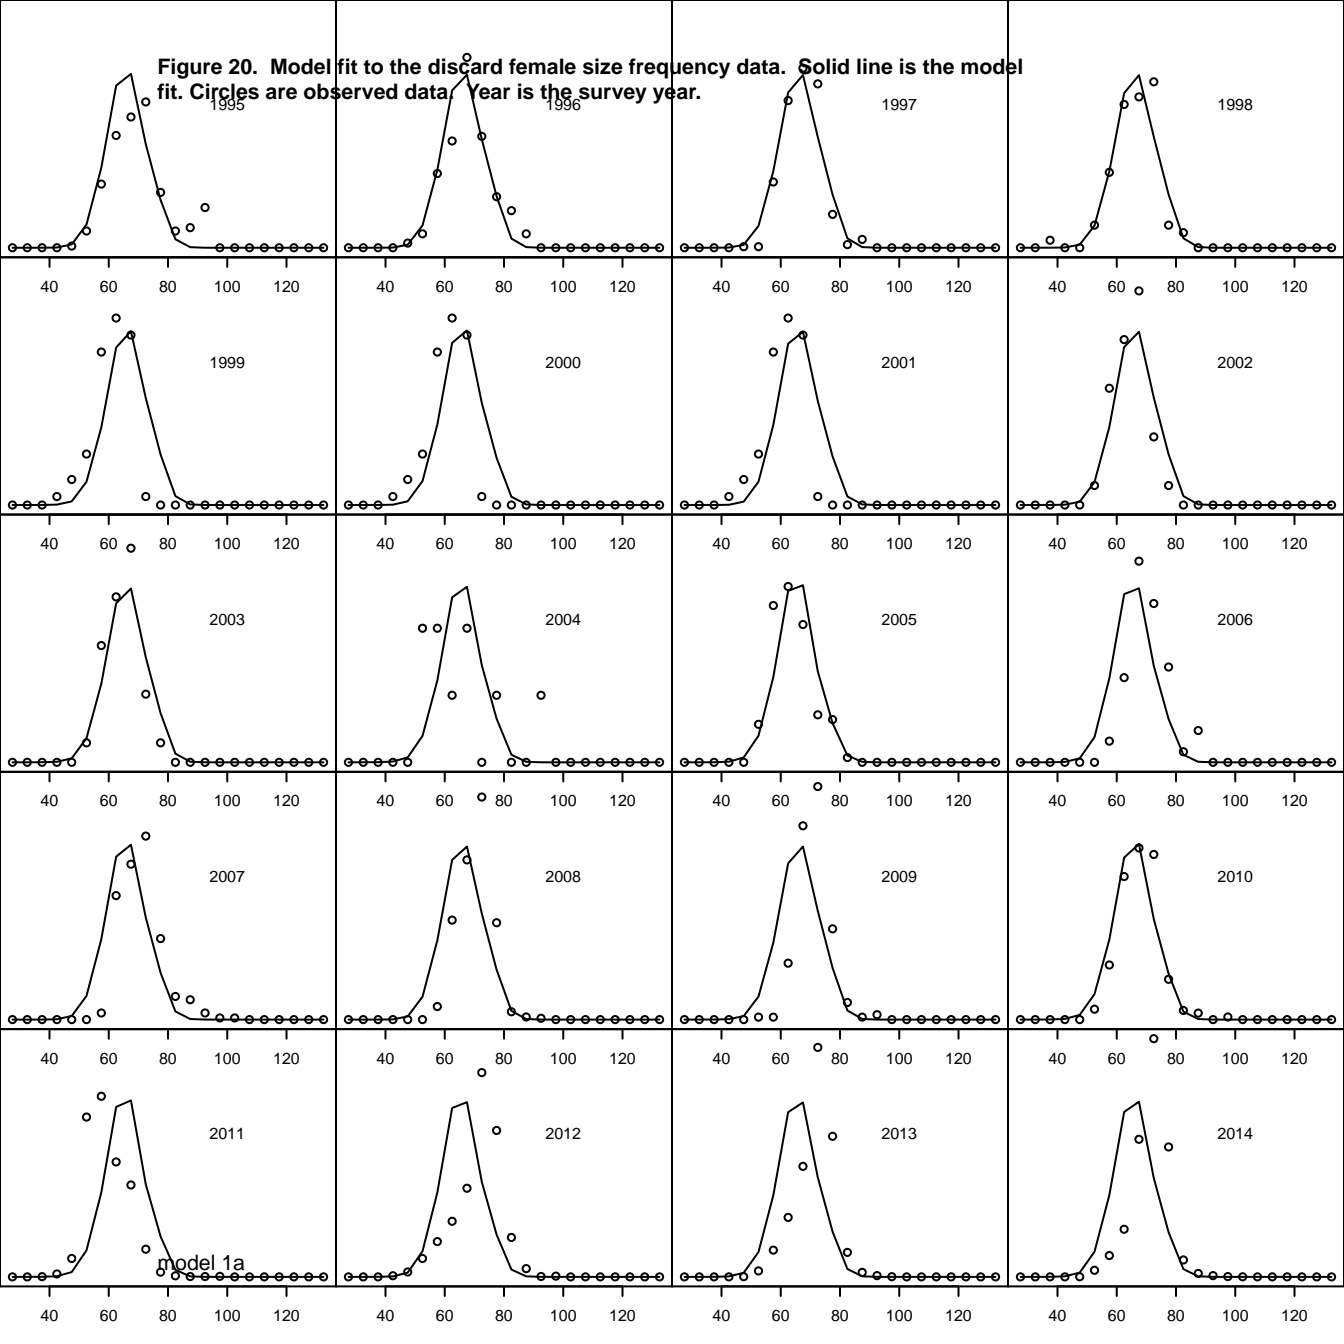 Figure 20.  Model fit to the discard female size frequency data.  Solid line is the model
fit. Circles are observed data.  Year is the survey year.
1995 1996 1997 1998
40 60 80 100 120 40 60 80 100 120 40 60 80 100 120 40 60 80 100 120
1999 2000 2001 2002
40 60 80 100 120 40 60 80 100 120 40 60 80 100 120 40 60 80 100 120
2003 2004 2005 2006
40 60 80 100 120 40 60 80 100 120 40 60 80 100 120 40 60 80 100 120
2007 2008 2009 2010
40 60 80 100 120 40 60 80 100 120 40 60 80 100 120 40 60 80 100 120
2011 2012 2013 2014
model 1a
40 60 80 100 120 40 60 80 100 120 40 60 80 100 120 40 60 80 100 120